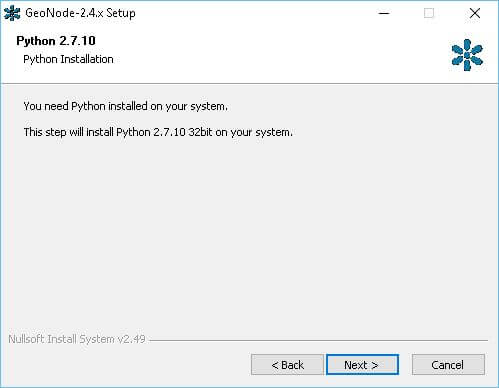 GeoNode-2.4.x Setup
Python 2.7.10
Python Installation
You need Python installed on your system.
This step will install Python 2.7.10 32bit on your system.
Nullsoft Install System v2.49
< Back
Next >
Cancel